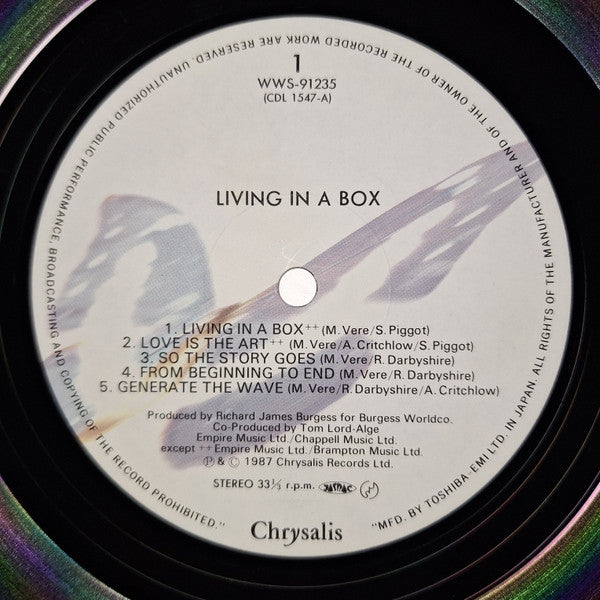 1
WWS-91235
(CDL 1547-A)
LIVING IN A BOX
1. LIVING IN A BOX++ (M. Vere/S. Piggot)
2. LOVE IS THE ART++ (M. Vere/A. Critchlow/S. Piggot)
3. SO THE STORY GOES (M. Vere/R. Darbyshire)
4. FROM BEGINNING TO END (M. Vere/R. Darbyshire)
5. GENERATE THE WAVE (M. Vere/R. Darbyshire/A. Critchlow)
Produced by Richard James Burgess for Burgess Worldco.
Co-Produced by Tom Lord-Alge
Empire Music Ltd./Chappell Music Ltd.
except ++Empire Music Ltd./Brampton Music Ltd.
℗ & © 1987 Chrysalis Records Ltd.
STEREO 33⅓ r.p.m. JASRAC
Chrysalis
"MFD. BY TOSHIBA-EMI LTD. IN JAPAN. ALL RIGHTS OF THE MANUFACTURER AND OF THE OWNER OF THE RECORDED WORK ARE RESERVED. UNAUTHORIZED PUBLIC PERFORMANCE, BROADCASTING AND COPYING OF THE RECORD PROHIBITED."